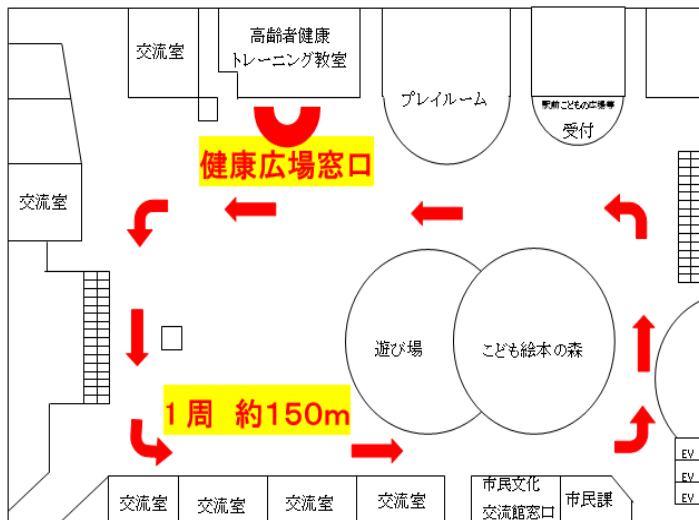 交流室
高齢者健康
トレーニング教室
プレイルーム
駅前こどもの広場等
受付
健康広場窓口
交流室
遊び場
こども絵本の森
1周 約150m
交流室
交流室
交流室
交流室
市民文化
交流館窓口
市民課
EV
EV
EV